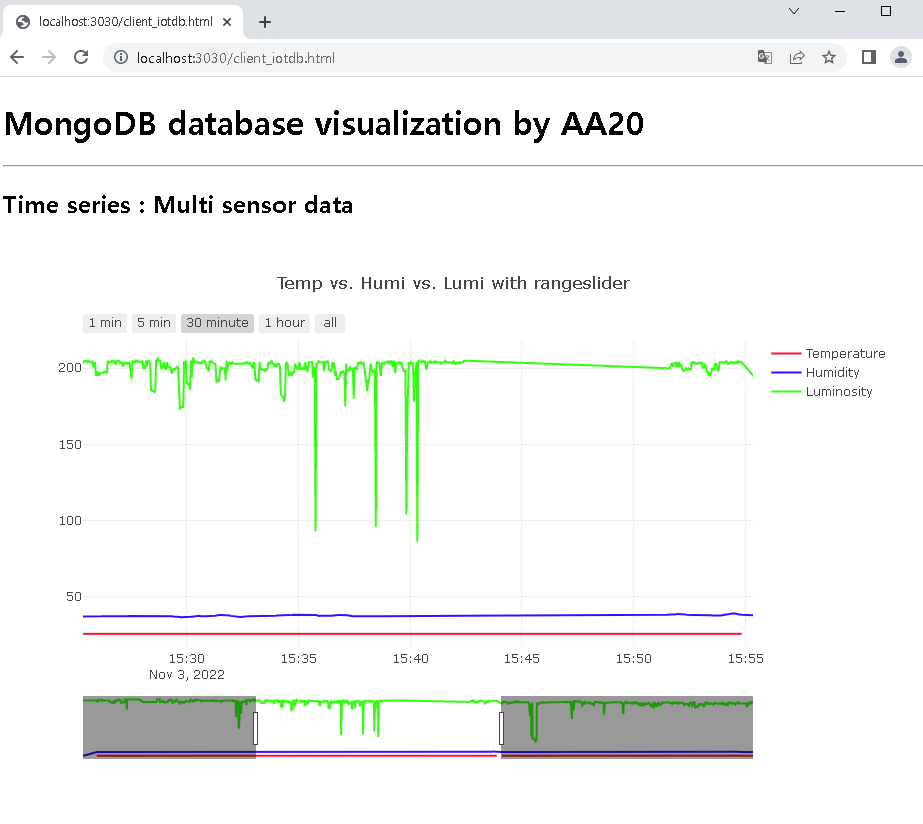 localhost:3030/client_iotdb.html
localhost:3030/client_iotdb.html
MongoDB database visualization by AA20
Time series : Multi sensor data
Temp vs. Humi vs. Lumi with rangeslider
1 min 5 min 30 minute 1 hour all
Temperature
Humidity
Luminosity
200
150
100
50
15:30 15:35 15:40 15:45 15:50 15:55
Nov 3, 2022